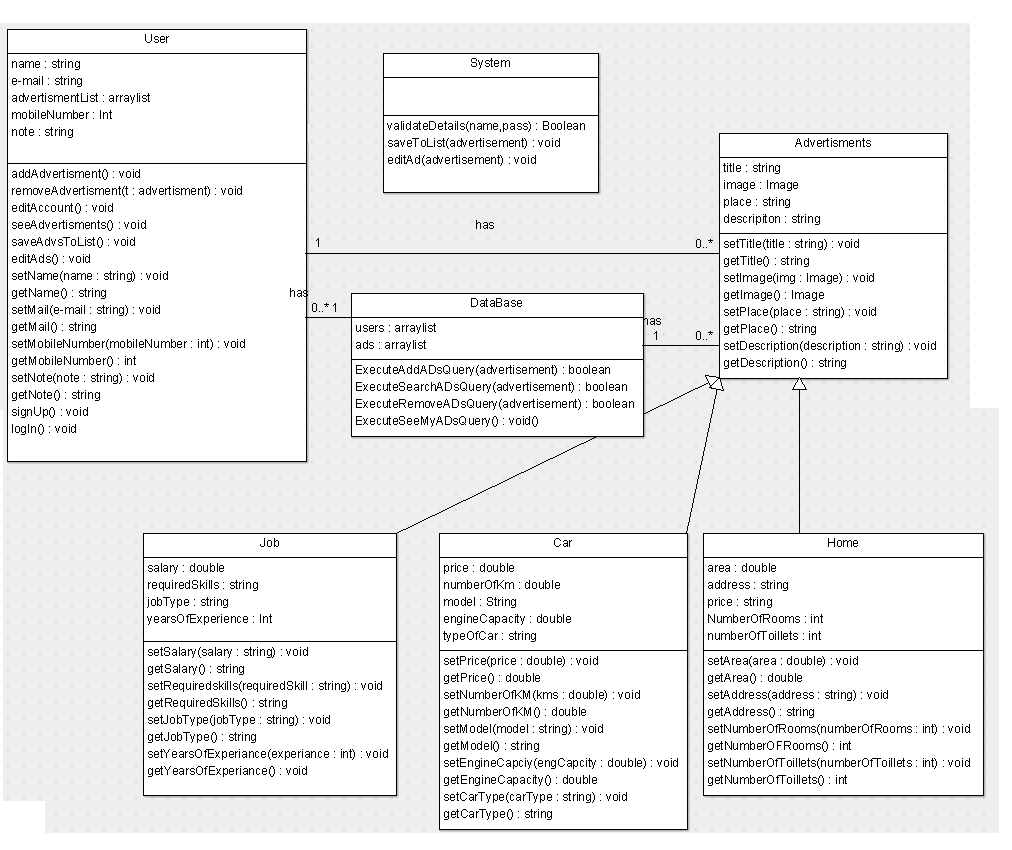 User
name : string
e-mail : string
advertismentList : arraylist
mobileNumber : Int
note : string
addAdvertisment() : void
removeAdvertisment(t : advertisment) : void
editAccount() : void
seeAdvertisments() : void
saveAdvsToList() : void
editAds() : void
setName(name : string) : void
getName() : string
setMail(e-mail : string) : void
getMail() : string
setMobileNumber(mobileNumber : int) : void
getMobileNumber() : int
setNote(note : string) : void
getNote() : string
signUp() : void
logIn() : void
System
validateDetails(name,pass) : Boolean
saveToList(advertisement) : void
editAd(advertisement) : void
has
1
0..*
has
0..* 1
DataBase
users : arraylist
ads : arraylist
ExecuteAddADsQuery(advertisement) : boolean
ExecuteSearchADsQuery(advertisement) : boolean
ExecuteRemoveADsQuery(advertisement) : boolean
ExecuteSeeMyADsQuery() : void()
has
1
0..*
Advertisments
title : string
image : Image
place : string
descripiton : string
setTitle(title : string) : void
getTitle() : string
setImage(img : Image) : void
getImage() : Image
setPlace(place : string) : void
getPlace() : string
setDescription(description : string) : void
getDescription() : string
Job
salary : double
requiredSkills : string
jobType : string
yearsOfExperience : Int
setSalary(salary : string) : void
getSalary() : string
setRequiredskills(requiredSkill : string) : void
getRequiredSkills() : string
setJobType(jobType : string) : void
getJobType() : string
setYearsOfExperiance(experiance : int) : void
getYearsOfExperiance() : void
Car
price : double
numberOfKm : double
model : String
engineCapacity : double
typeOfCar : string
setPrice(price : double) : void
getPrice() : double
setNumberOfKM(kms : double) : void
getNumberOfKM() : double
setModel(model : string) : void
getModel() : string
setEngineCapciy(engCapcity : double) : void
getEngineCapacity() : double
setCarType(carType : string) : void
getCarType() : string
Home
area : double
address : string
price : string
NumberOfRooms : int
numberOfToillets : int
setArea(area : double) : void
getArea() : double
setAddress(address : string) : void
getAddress() : string
setNumberOfRooms(numberOfRooms : int) : void
getNumberOFRooms() : int
setNumberOfToillets(numberOfToillets : int) : void
getNumberOfToillets() : int